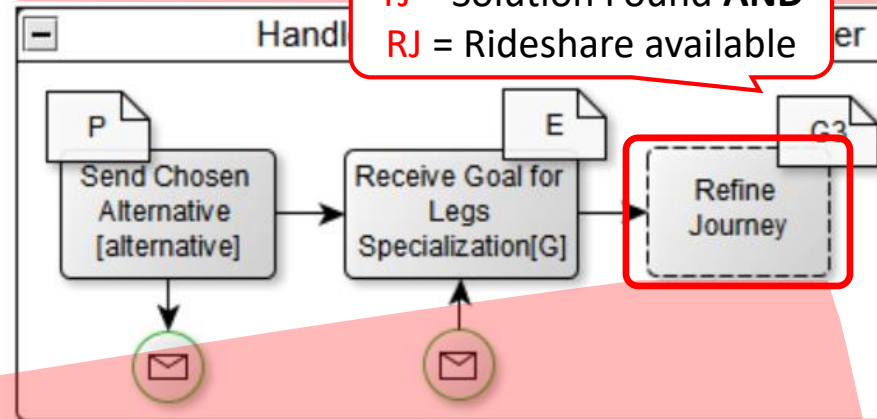 = Solution Found AND
RJ = Rideshare available
Handl
er
P
E
G3
Send Chosen
Alternative
[alternative]
Receive Goal for
Legs
Specialization[G]
Refine
Journey